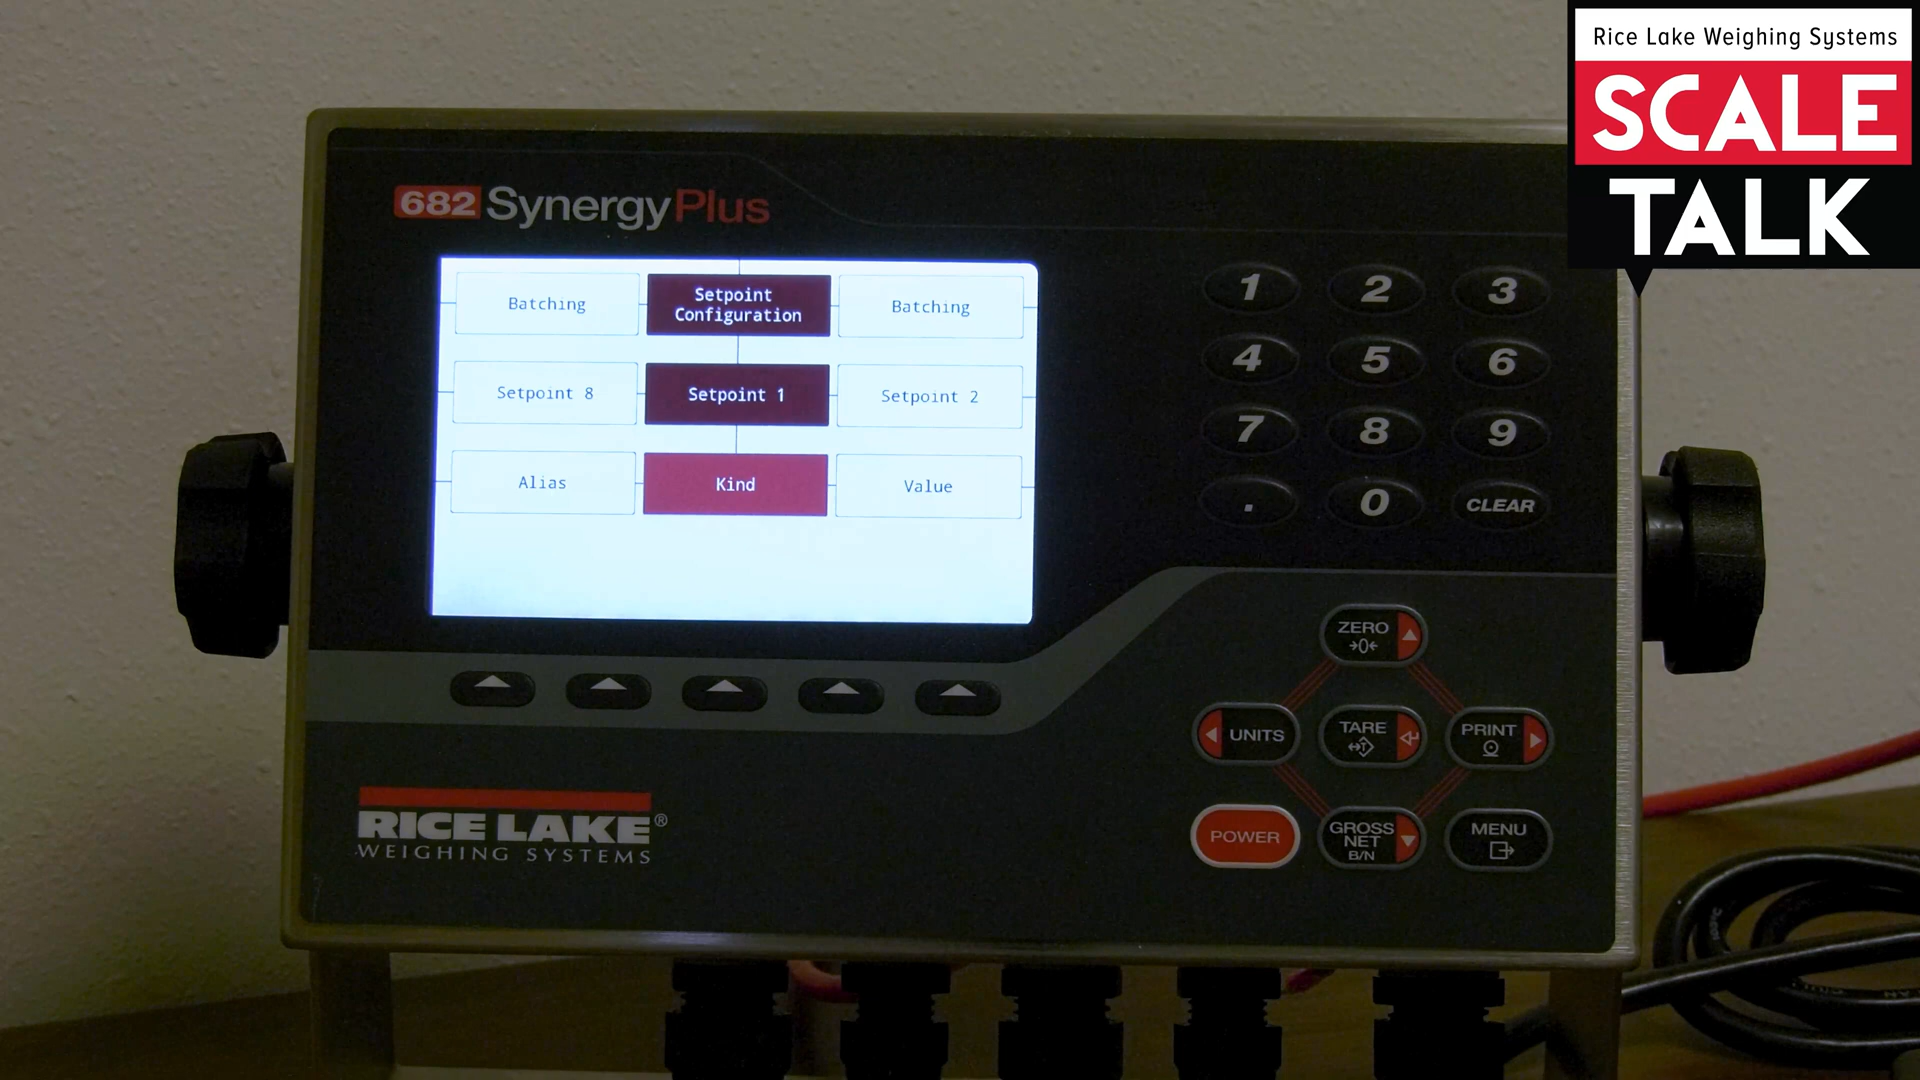 Rice Lake Weighing Systems
SCALE
TALK
682 SynergyPlus
Batching
Setpoint
Configuration
Batching
Setpoint 8
Setpoint 1
Setpoint 2
Alias
Kind
Value
1
2
3
4
5
6
7
8
9
.
0
CLEAR
ZERO
→0←
UNITS
TARE
T
PRINT
POWER
GROSS
NET
B/N
MENU
RICE LAKE®
WEIGHING SYSTEMS